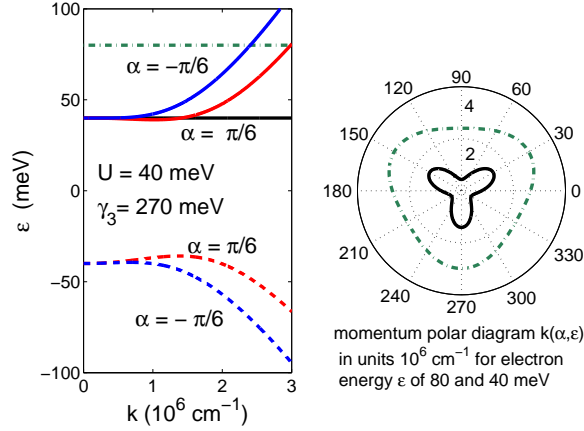 100
50
0
−50
−100
ε (meV)
α = −π/6
α = π/6
U = 40 meV
γ3= 270 meV
α = π/6
α = − π/6
0 1 2 3
k (10^6 cm^−1)
90
120 60
4
150 30
2
180 0
210 330
240 300
270
momentum polar diagram k(α,ε)
in units 10^6 cm^−1 for electron
energy ε of 80 and 40 meV